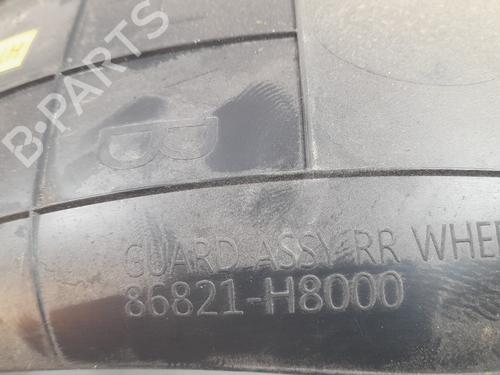 B-PARTS
B
GUARD ASSY RR WHE
86821-H8000